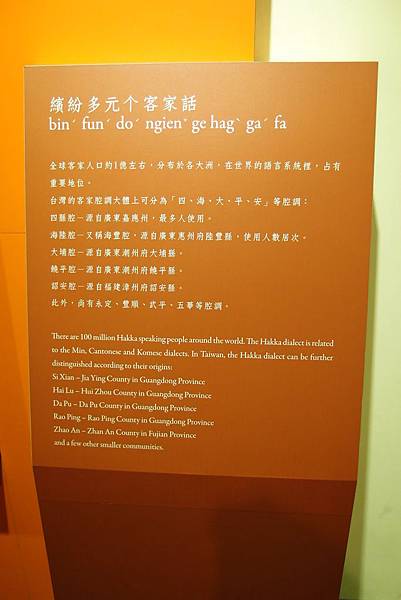 繽紛多元个客家話
binˊ funˊ doˊ ngienˇ ge hagˋ gaˊ fa
全球客家人口約1億左右，分布於各大洲，在世界的語言系統裡，占有
重要地位。
台灣的客家腔調大體上可分為「四、海、大、平、安」等腔調：
四縣腔－源自廣東嘉應州，最多人使用。
海陸腔－又稱海豐腔，源自廣東惠州府陸豐縣，使用人數居次。
大埔腔－源自廣東潮州府大埔縣。
饒平腔－源自廣東潮州府饒平縣。
詔安腔－源自福建漳州府詔安縣。
此外，尚有永定、豐順、武平、五華等腔調。
There are 100 million Hakka speaking people around the world. The Hakka dialect is related
to the Min, Cantonese and Komese dialects. In Taiwan, the Hakka dialect can be further
distinguished according to their origins:
Si Xian – Jia Ying County in Guangdong Province
Hai Lu – Hui Zhou County in Guangdong Province
Da Pu – Da Pu County in Guangdong Province
Rao Ping – Rao Ping County in Guangdong Province
Zhao An – Zhan An County in Fujian Province
and a few other smaller communities.